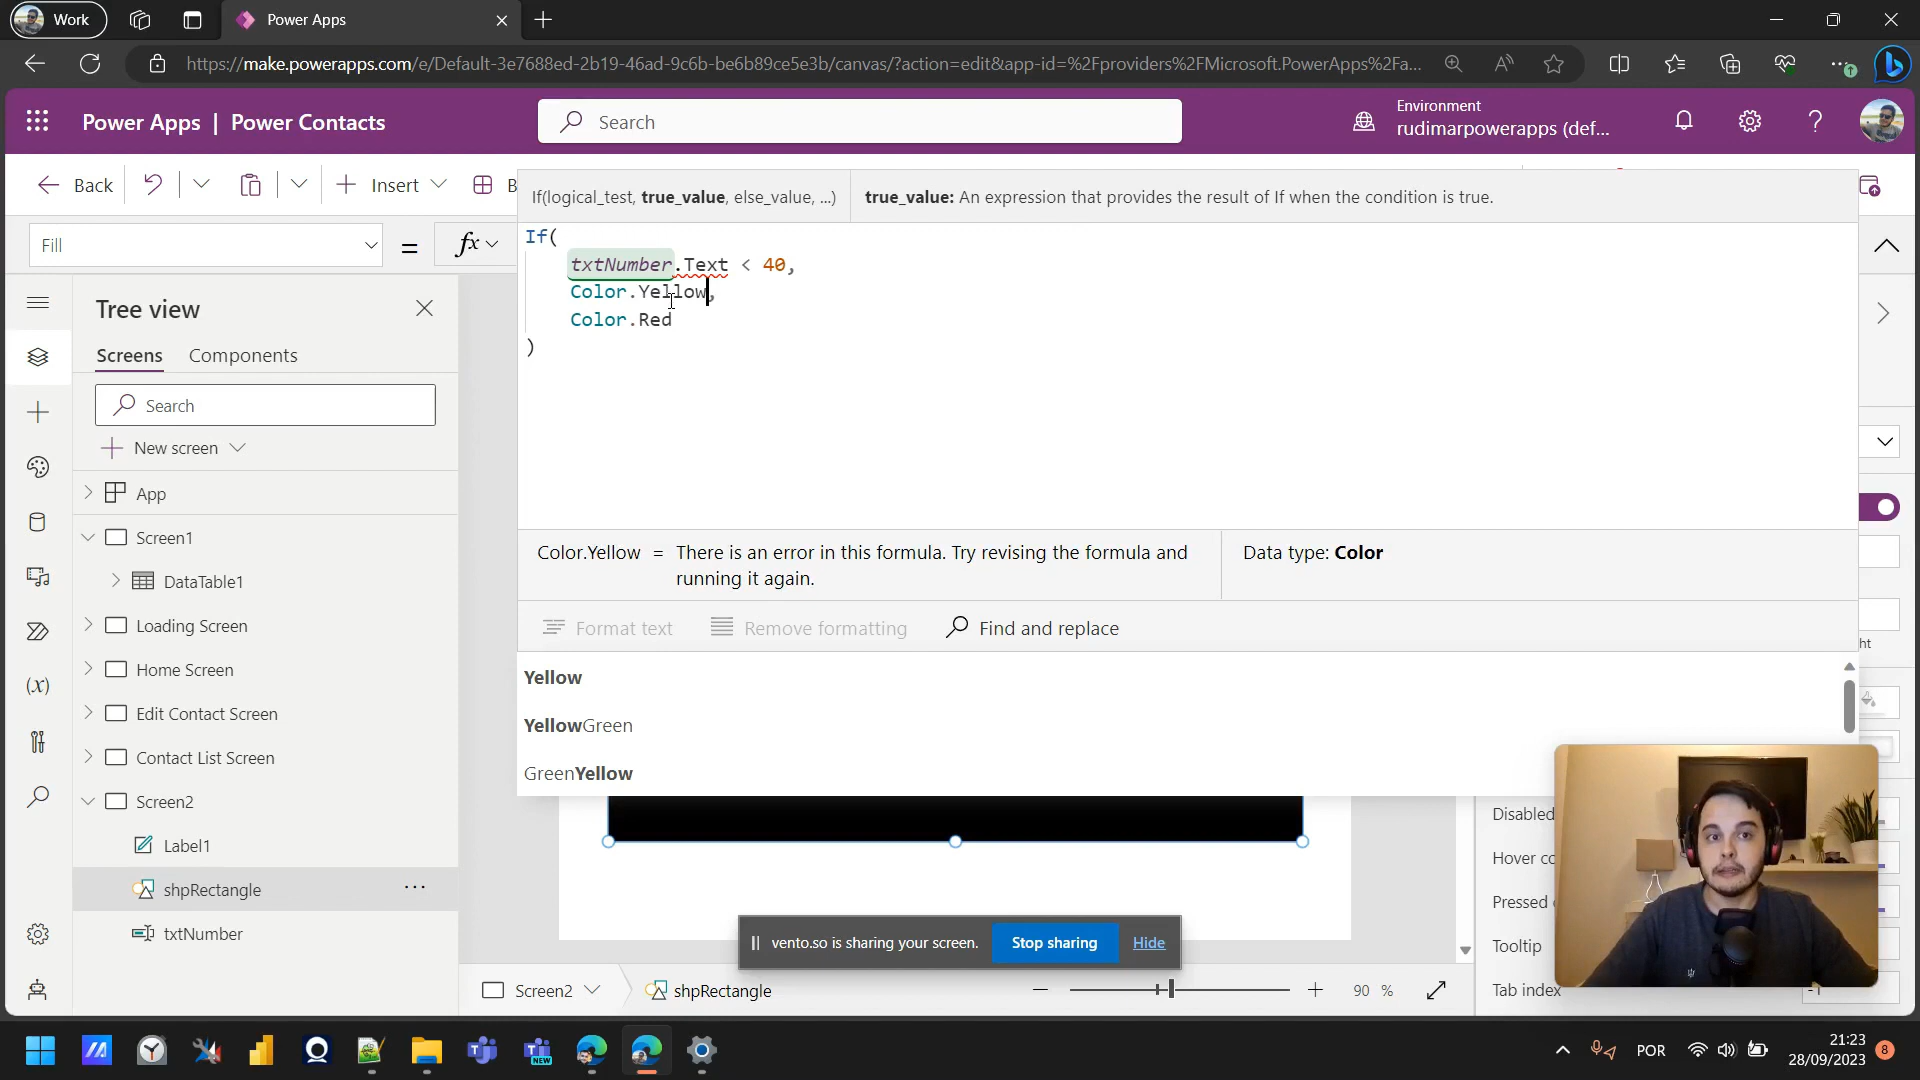 Work
Power Apps
https://make.powerapps.com/e/Default-3e7688ed-2b19-46ad-9c6b-be6b89ce5e3b/canvas/?action=edit&app-id=%2Fproviders%2FMicrosoft.PowerApps%2Fa...
Power Apps | Power Contacts
Search
Environment
rudimarpowerapps (def...
Back
Insert
B
If(logical_test, true_value, else_value, ...)
true_value: An expression that provides the result of If when the condition is true.
Fill
=
fx
If(
txtNumber.Text < 40,
Color.Yellow,
Color.Red
)
Tree view
Screens
Components
Search
New screen
App
Screen1
DataTable1
Loading Screen
Home Screen
Edit Contact Screen
Contact List Screen
Screen2
Label1
shpRectangle
...
txtNumber
Color.Yellow = There is an error in this formula. Try revising the formula and
running it again.
Data type: Color
Format text
Remove formatting
Find and replace
Yellow
YellowGreen
GreenYellow
ht
Disabled
Hover co
Pressed
Tooltip
Tab index
-1
vento.so is sharing your screen.
Stop sharing
Hide
Screen2
shpRectangle
90 %
NEW
POR
21:23
28/09/2023
8